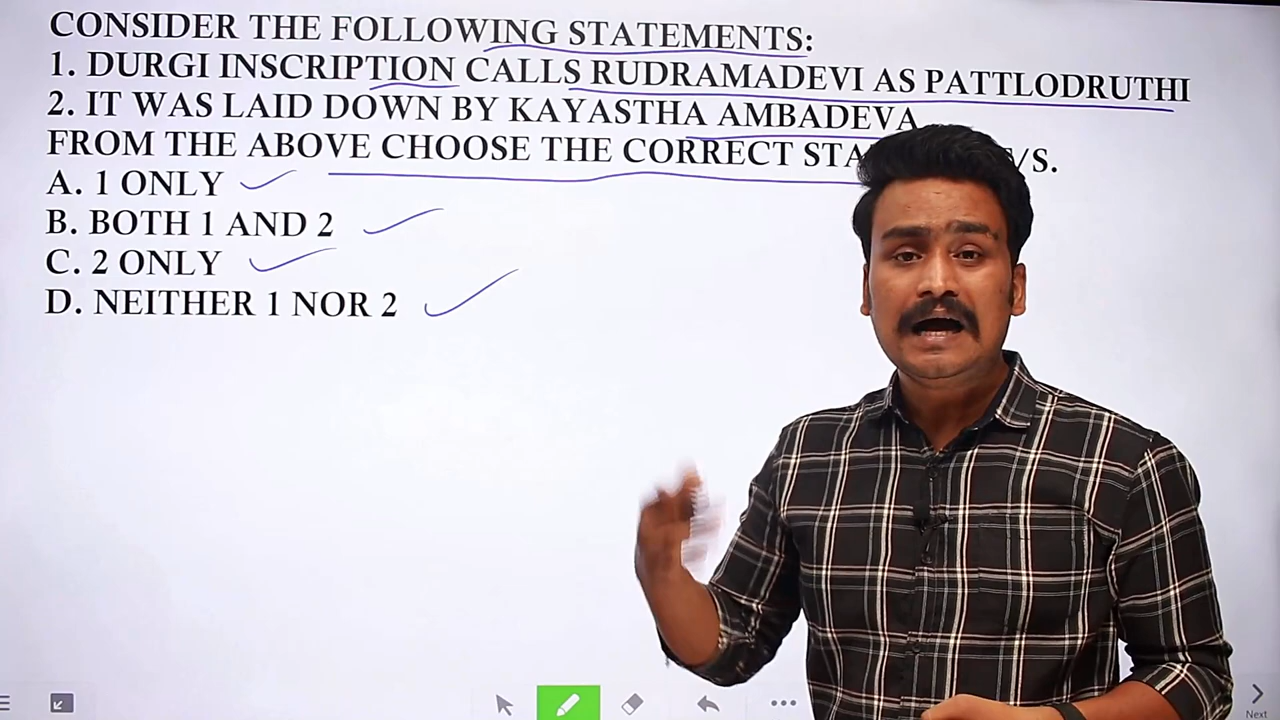 CONSIDER THE FOLLOWING STATEMENTS:
1. DURGI INSCRIPTION CALLS RUDRAMADEVI AS PATTLODRUTHI
2. IT WAS LAID DOWN BY KAYASTHA AMBADEVA
FROM THE ABOVE CHOOSE THE CORRECT /S.
A. 1 ONLY
B. BOTH 1 AND 2
C. 2 ONLY
D. NEITHER 1 NOR 2
Next